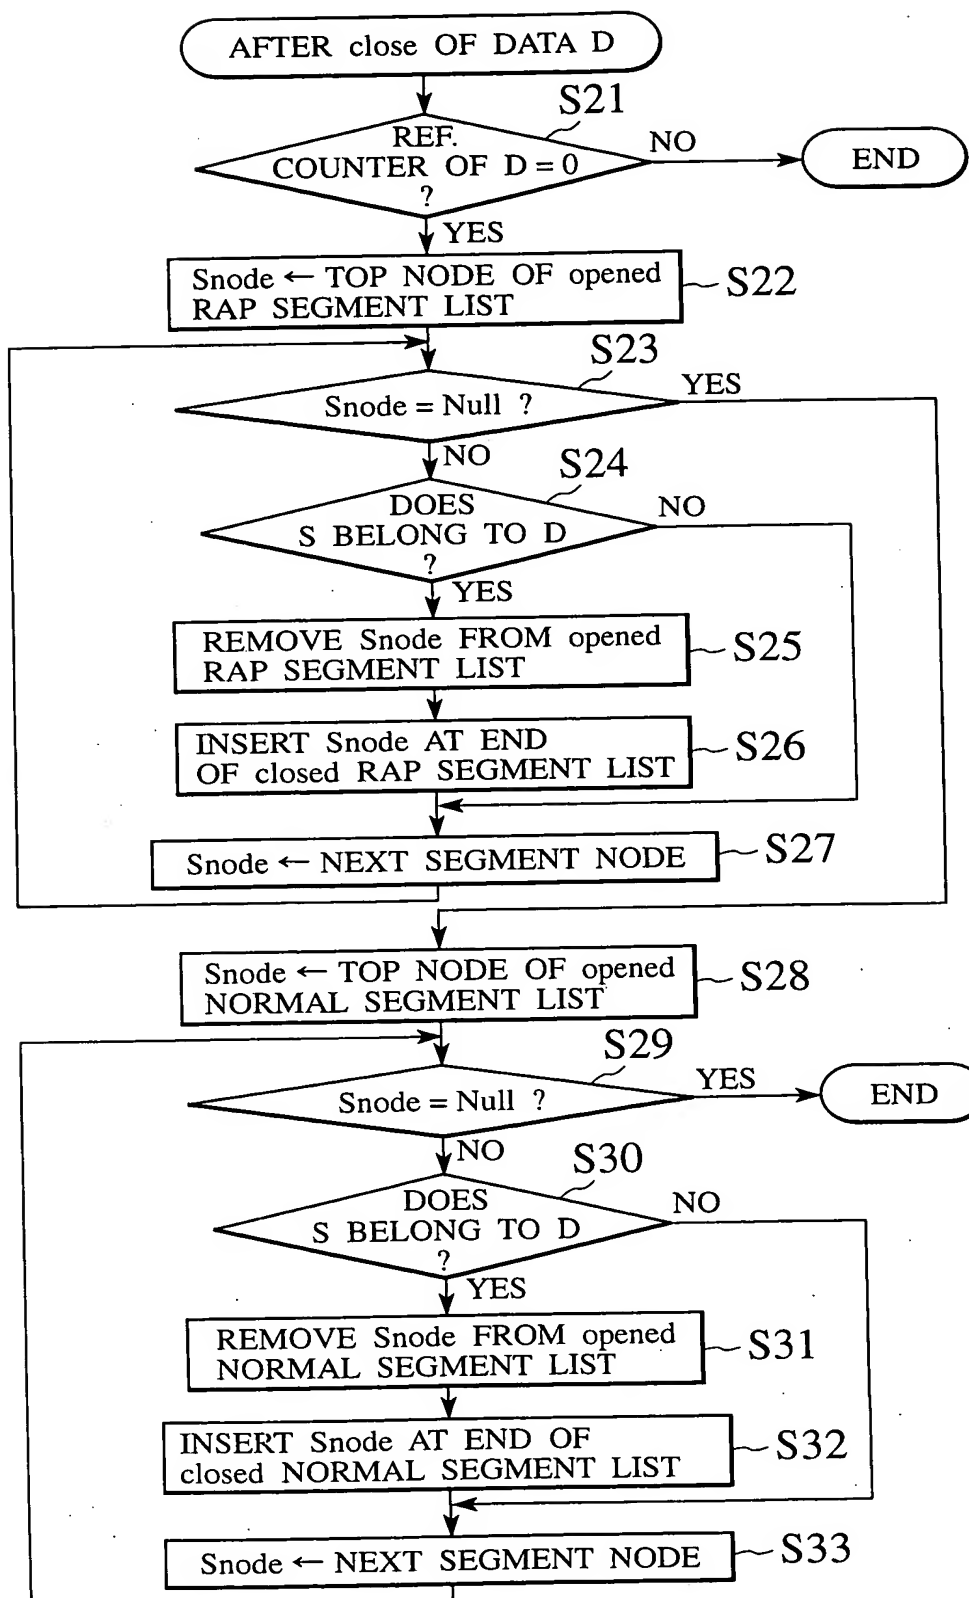 AFTER close OF DATA D
S21
REF.
COUNTER OF D = 0
?
NO
END
YES
Snode ← TOP NODE OF opened
RAP SEGMENT LIST
S22
S23
Snode = Null ?
YES
NO
S24
DOES
S BELONG TO D
?
NO
YES
REMOVE Snode FROM opened
RAP SEGMENT LIST
S25
INSERT Snode AT END
OF closed RAP SEGMENT LIST
S26
Snode ← NEXT SEGMENT NODE
S27
Snode ← TOP NODE OF opened
NORMAL SEGMENT LIST
S28
S29
Snode = Null ?
YES
END
NO
S30
DOES
S BELONG TO D
?
NO
YES
REMOVE Snode FROM opened
NORMAL SEGMENT LIST
S31
INSERT Snode AT END OF
closed NORMAL SEGMENT LIST
S32
Snode ← NEXT SEGMENT NODE
S33